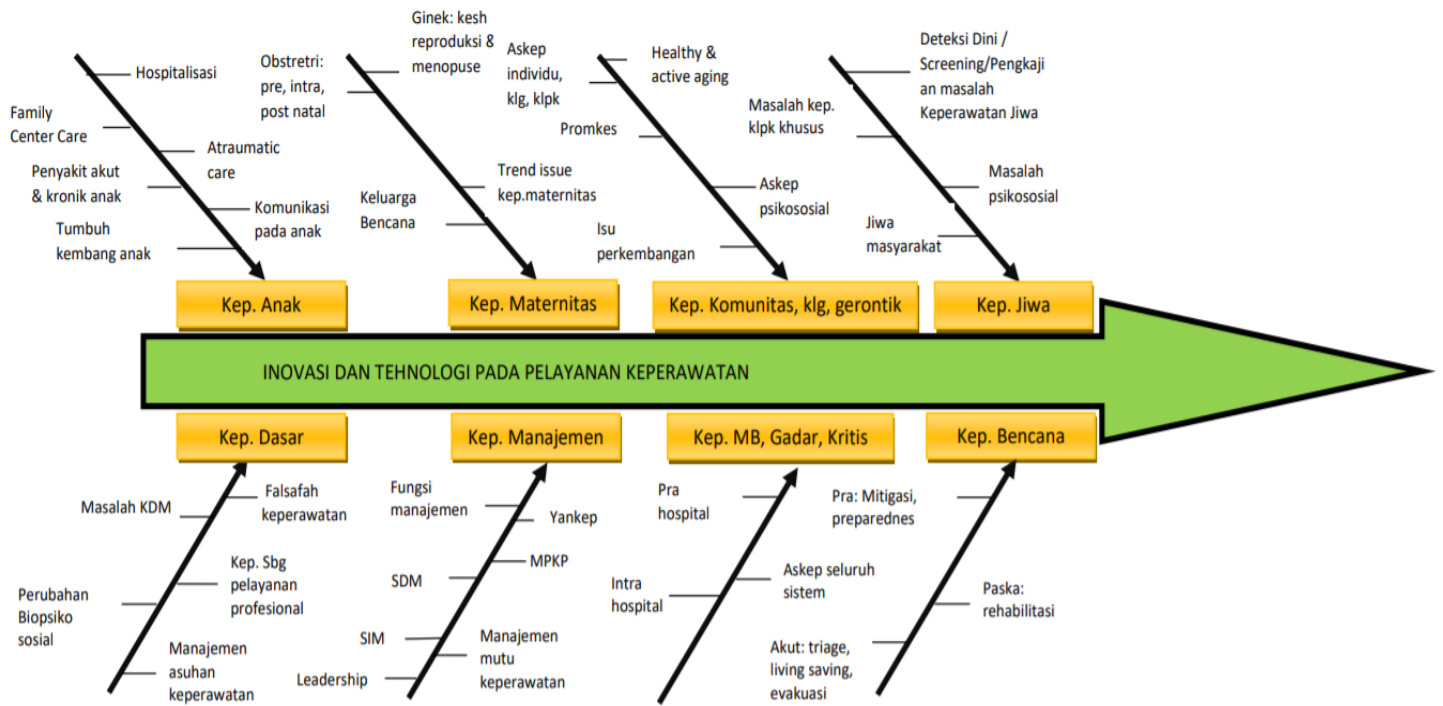 Hospitalisasi
Family
Center Care
Atraumatic
care
Penyakit akut
& kronik anak
Komunikasi
pada anak
Tumbuh
kembang anak
Kep. Anak
Ginek: kesh
reproduksi &
menopuse
Obstretri:
pre, intra,
post natal
Trend issue
kep.maternitas
Keluarga
Bencana
Kep. Maternitas
Askep
individu,
klg, klpk
Healthy &
active aging
Promkes
Askep
psikososial
Isu
perkembangan
Kep. Komunitas, klg, gerontik
Deteksi Dini /
Screening/Pengkaji
an masalah
Keperawatan Jiwa
Masalah kep.
klpk khusus
Masalah
psikososial
Jiwa
masyarakat
Kep. Jiwa
INOVASI DAN TEHNOLOGI PADA PELAYANAN KEPERAWATAN
Kep. Dasar
Falsafah
keperawatan
Masalah KDM
Kep. Sbg
pelayanan
profesional
Perubahan
Biopsiko
sosial
Manajemen
asuhan
keperawatan
Kep. Manajemen
Fungsi
manajemen
Yankep
MPKP
SDM
SIM
Manajemen
mutu
keperawatan
Leadership
Kep. MB, Gadar, Kritis
Pra
hospital
Askep seluruh
sistem
Intra
hospital
Kep. Bencana
Pra: Mitigasi,
preparednes
Paska:
rehabilitasi
Akut: triage,
living saving,
evakuasi